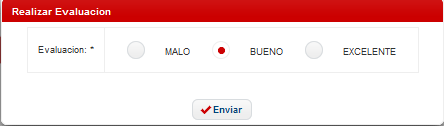 Realizar Evaluacion
Evaluacion: * MALO BUENO EXCELENTE
Enviar